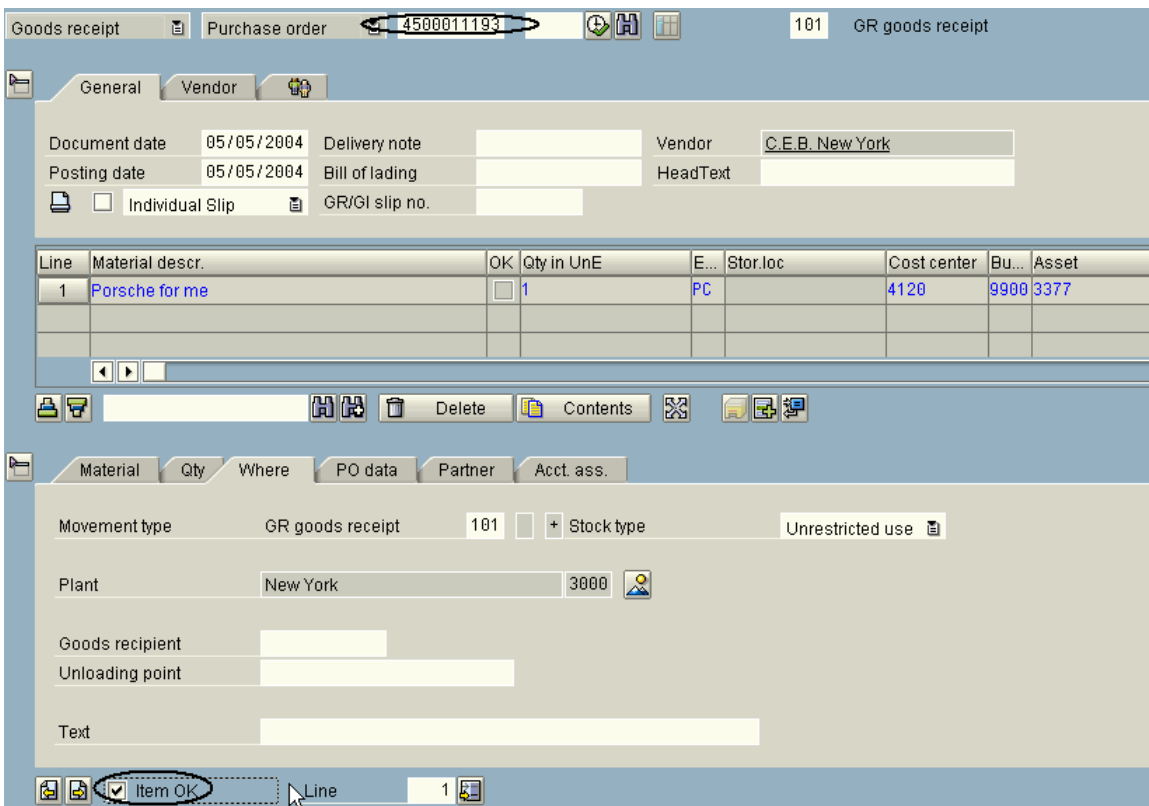 Goods receipt Purchase order 4500011193 101 GR goods receipt
General Vendor
Document date 05/05/2004 Delivery note Vendor C.E.B. New York
Posting date 05/05/2004 Bill of lading HeadText
Individual Slip GR/GI slip no.
Line Material descr. OK Qty in UnE E... Stor.loc Cost center Bu... Asset
1 Porsche for me 1 PC 4120 9900 3377
Delete Contents
Material Qty Where PO data Partner Acct. ass.
Movement type GR goods receipt 101 + Stock type Unrestricted use
Plant New York 3000
Goods recipient
Unloading point
Text
Item OK Line 1